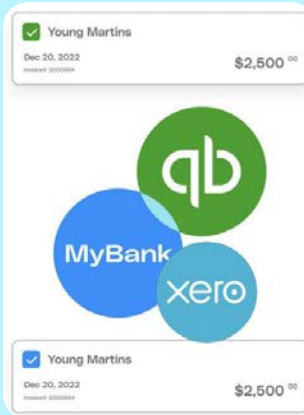 Young Martins
Dec 20, 2022
$2,500 00
qb
MyBank
xero
Young Martins
Dec 20, 2022
$2,500 00